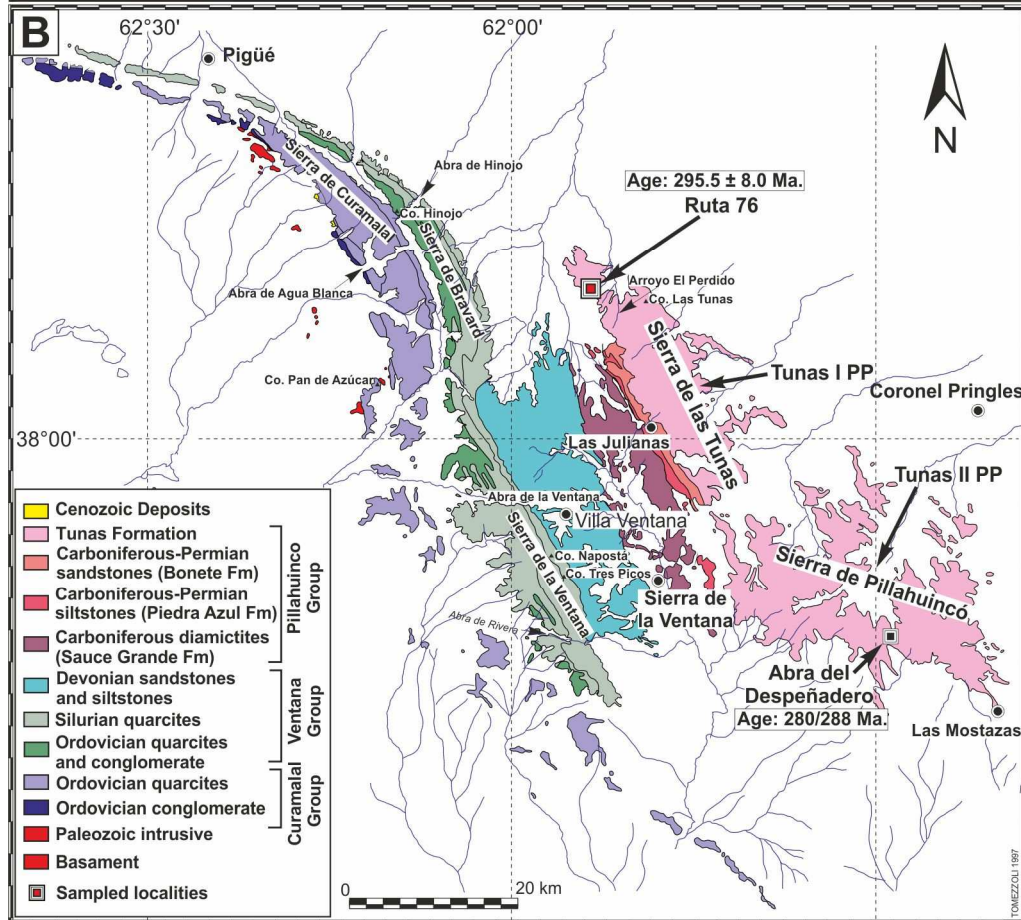 B
62°30'
62°00'
Pigüé
N
Abra de Hinojo
Sierra de Curamalal
Co. Hinojo
Sierra de Bravard
Age: 295.5 ± 8.0 Ma.
Ruta 76
Abra de Agua Blanca
Arroyo El Perdido
Co. Las Tunas
Sierra de las Tunas
Tunas I PP
Co. Pan de Azúcar
Coronel Pringles
38°00'
Las Julianas
Tunas II PP
Abra de la Ventana
Villa Ventana
Sierra de la Ventana
Co. Napostá
Co. Tres Picos
Sierra de
la Ventana
Sierra de Pillahuincó
Abra de Rivera
Abra del
Despeñadero
Age: 280/288 Ma.
Las Mostazas
Cenozoic Deposits
Tunas Formation
Carboniferous-Permian
sandstones (Bonete Fm)
Carboniferous-Permian
siltstones (Piedra Azul Fm)
Carboniferous diamictites
(Sauce Grande Fm)
Pillahuinco
Group
Devonian sandstones
and siltstones
Silurian quarcites
Ordovician quarcites
and conglomerate
Ventana
Group
Ordovician quarcites
Ordovician conglomerate
Curamalal
Group
Paleozoic intrusive
Basament
Sampled localities
0
20 km
TOMEZZOLI 1997